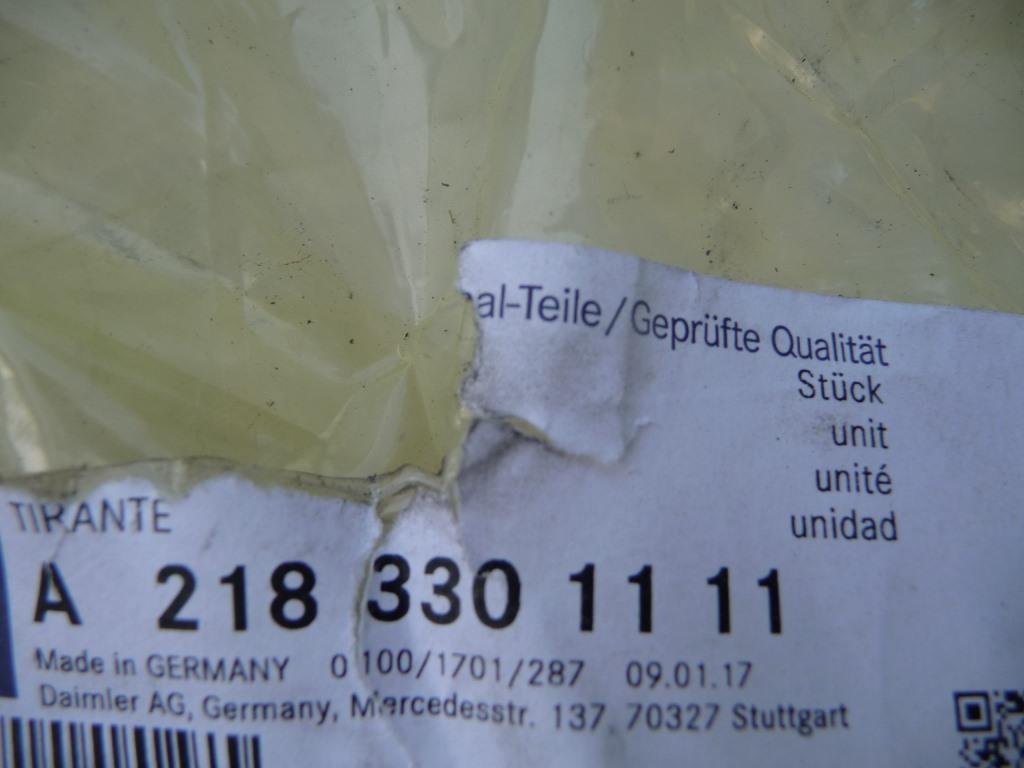 al-Teile/Geprüfte Qualität
Stück
unit
unité
unidad
TIRANTE
A 218 330 11 11
Made in GERMANY 0 100/1701/287 09.01.17
Daimler AG, Germany, Mercedesstr. 137, 70327 Stuttgart